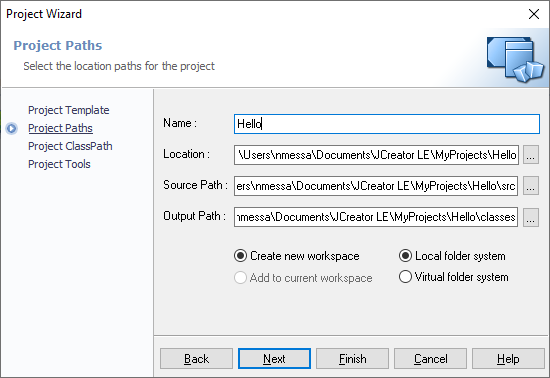 Project Wizard
Project Paths
Select the location paths for the project
Project Template
Project Paths
Project ClassPath
Project Tools
Name :
Hello
Location :
\Users\nmessa\Documents\JCreator LE\MyProjects\Hello
...
Source Path :
ers\nmessa\Documents\JCreator LE\MyProjects\Hello\src
...
Output Path :
nmessa\Documents\JCreator LE\MyProjects\Hello\classes
...
Create new workspace
Local folder system
Add to current workspace
Virtual folder system
Back
Next
Finish
Cancel
Help